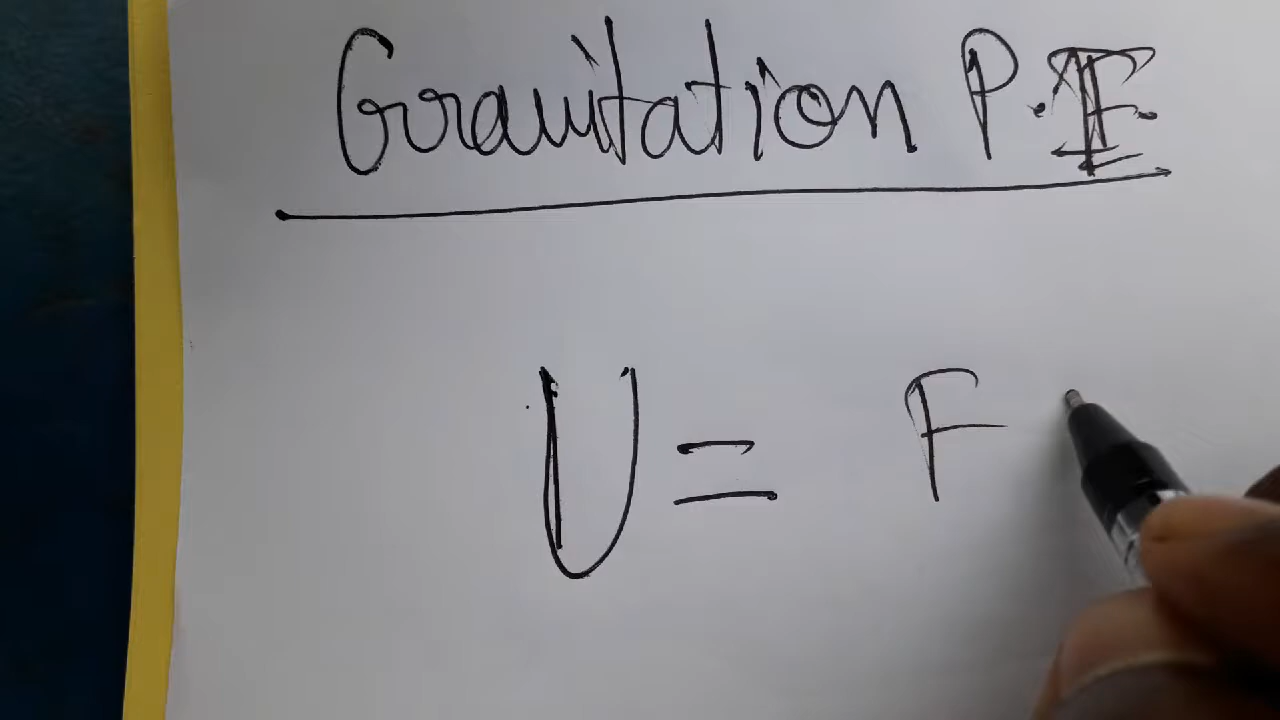 Gravitation P.E.
U = F